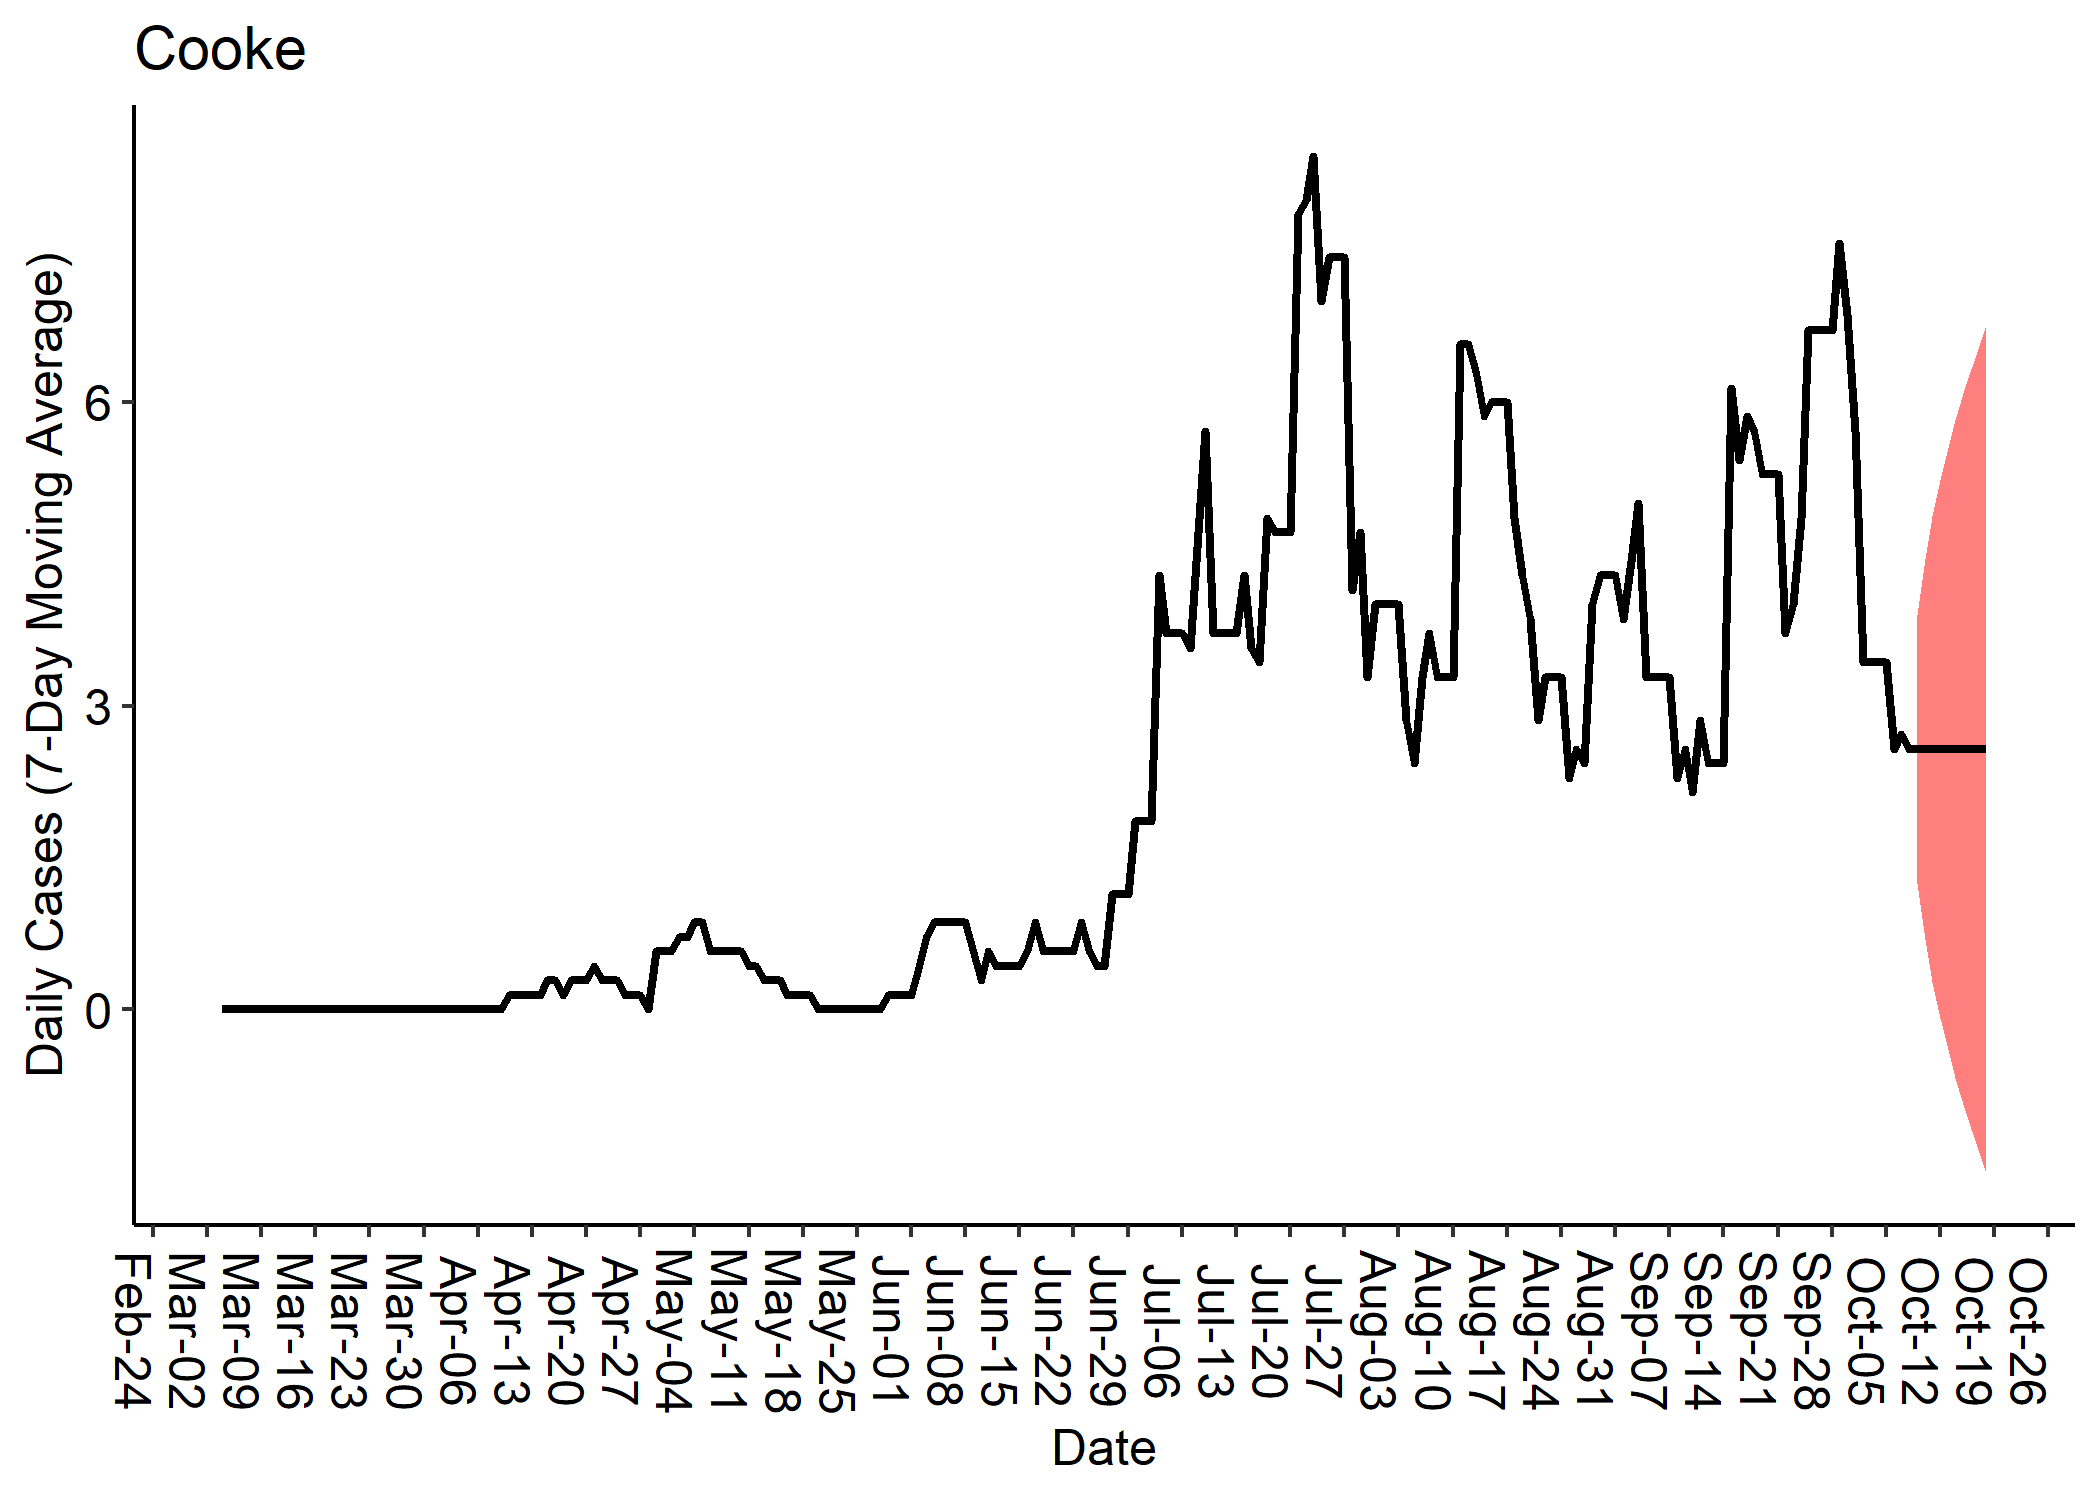 Cooke
Daily Cases (7-Day Moving Average)
6
3
0
Feb-24
Mar-02
Mar-09
Mar-16
Mar-23
Mar-30
Apr-06
Apr-13
Apr-20
Apr-27
May-04
May-11
May-18
May-25
Jun-01
Jun-08
Jun-15
Jun-22
Jun-29
Jul-06
Jul-13
Jul-20
Jul-27
Aug-03
Aug-10
Aug-17
Aug-24
Aug-31
Sep-07
Sep-14
Sep-21
Sep-28
Oct-05
Oct-12
Oct-19
Oct-26
Date